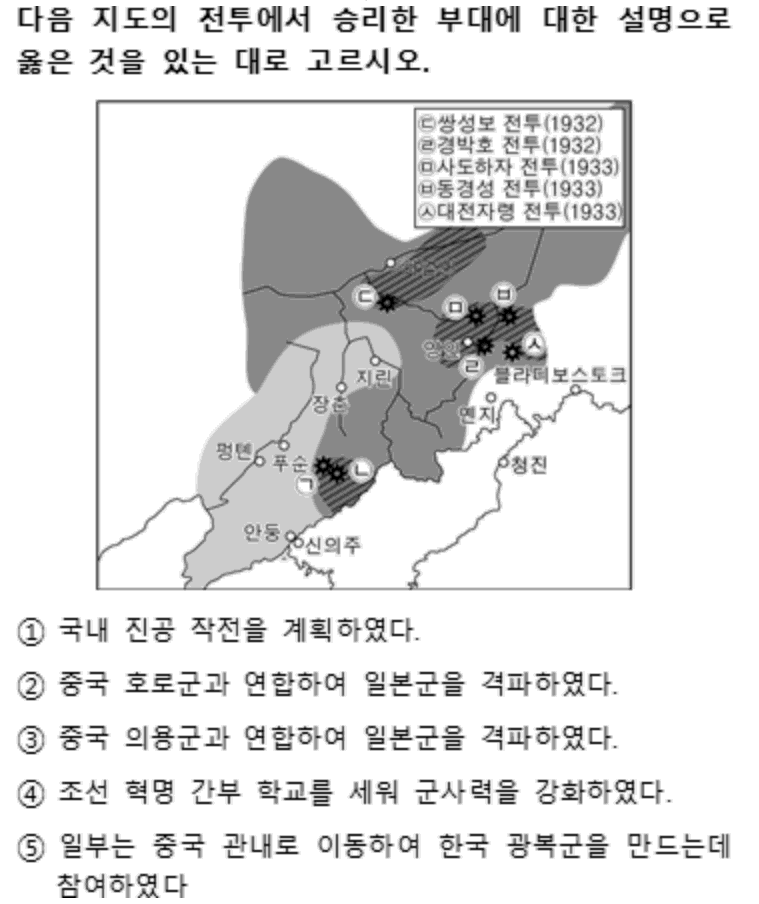 다음 지도의 전투에서 승리한 부대에 대한 설명으로
옳은 것을 있는 대로 고르시오.
㉢쌍성보 전투(1932)
㉣경박호 전투(1932)
㉤사도하자 전투(1933)
㉥동경성 전투(1933)
㉦대전자령 전투(1933)
㉢
㉤
㉥
㉦
㉣
블라디보스토크
지린
장춘
옌지
펑톈
푸순
㉠
㉡
청진
안둥
신의주
① 국내 진공 작전을 계획하였다.
② 중국 호로군과 연합하여 일본군을 격파하였다.
③ 중국 의용군과 연합하여 일본군을 격파하였다.
④ 조선 혁명 간부 학교를 세워 군사력을 강화하였다.
⑤ 일부는 중국 관내로 이동하여 한국 광복군을 만드는데
참여하였다